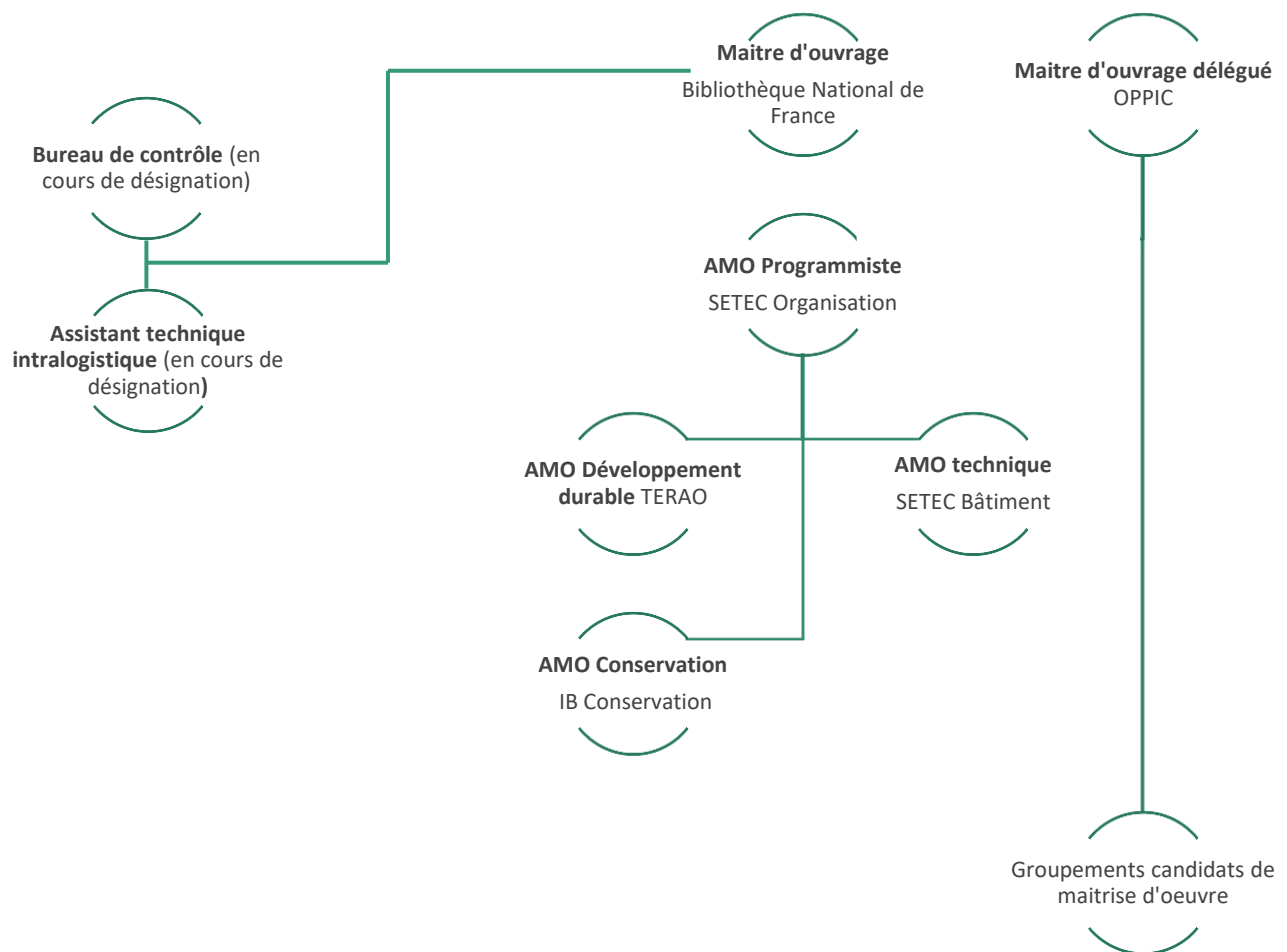 Maitre d'ouvrage
Bibliothèque National de
France
Maitre d'ouvrage délégué
OPPIC
Bureau de contrôle (en
cours de désignation)
AMO Programmiste
SETEC Organisation
Assistant technique
intralogistique (en cours de
désignation)
AMO Développement
durable TERAO
AMO technique
SETEC Bâtiment
AMO Conservation
IB Conservation
Groupements candidats de
maitrise d'oeuvre